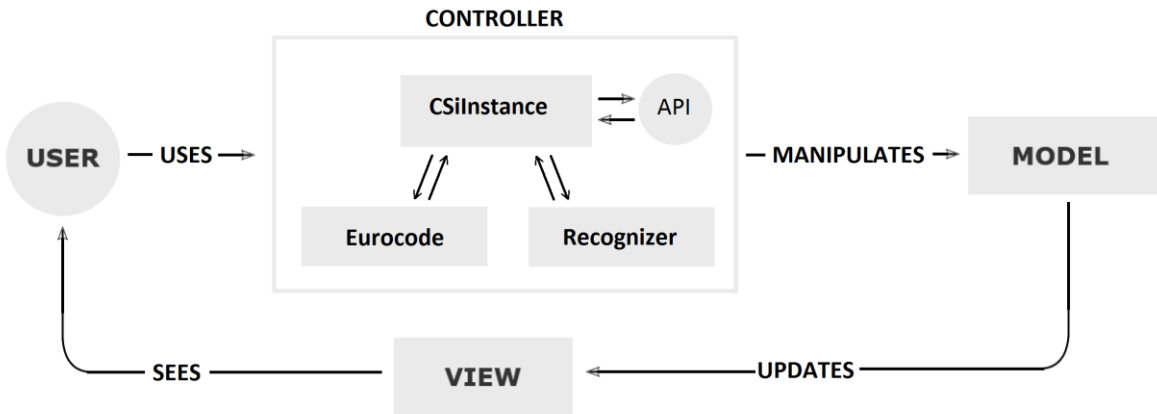 CONTROLLER
CSiInstance
API
USER
USES
MANIPULATES
MODEL
Eurocode
Recognizer
SEES
VIEW
UPDATES